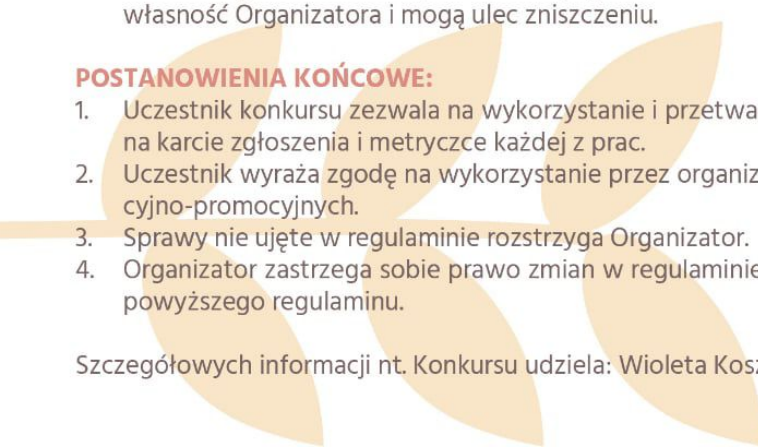 własność Organizatora i mogą ulec zniszczeniu.
POSTANOWIENIA KOŃCOWE:
1. Uczestnik konkursu zezwala na wykorzystanie i przetwa
na karcie zgłoszenia i metryczce każdej z prac.
2. Uczestnik wyraża zgodę na wykorzystanie przez organiz
cyjno-promocyjnych.
3. Sprawy nie ujęte w regulaminie rozstrzyga Organizator.
4. Organizator zastrzega sobie prawo zmian w regulaminie
powyższego regulaminu.
Szczegółowych informacji nt. Konkursu udziela: Wioleta Kosz